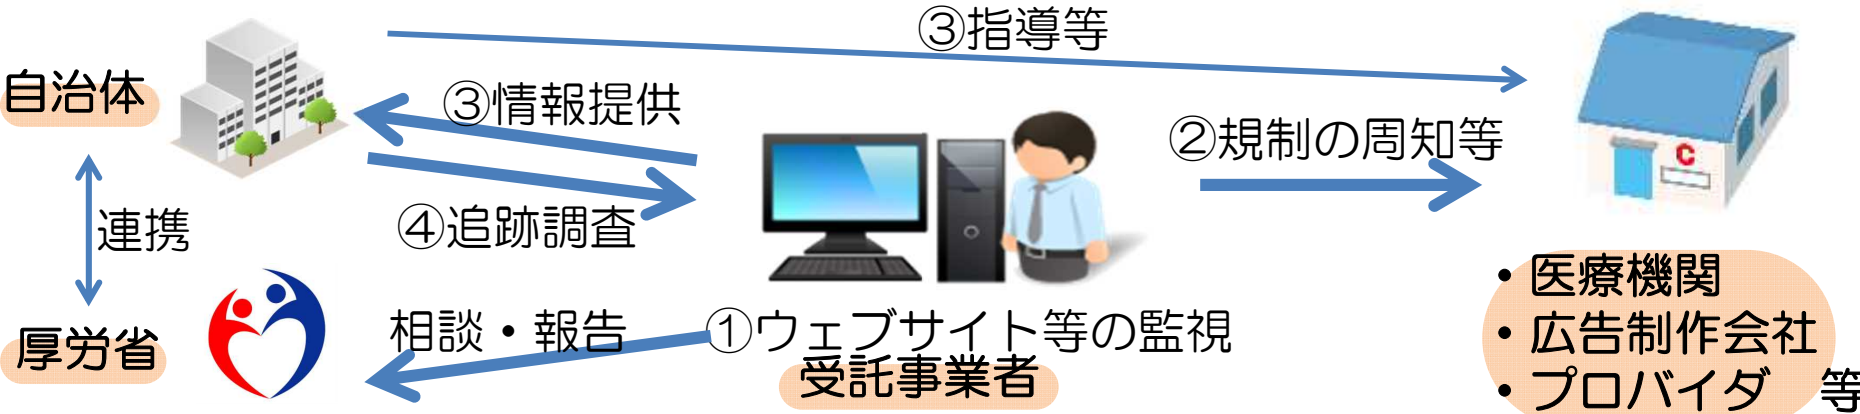 ③指導等
自治体
③情報提供
②規制の周知等
C
④追跡調査
連携
・医療機関
相談・報告
①ウェブサイト等の監視
・広告制作会社
厚労省
受託事業者
・プロバイダ 等